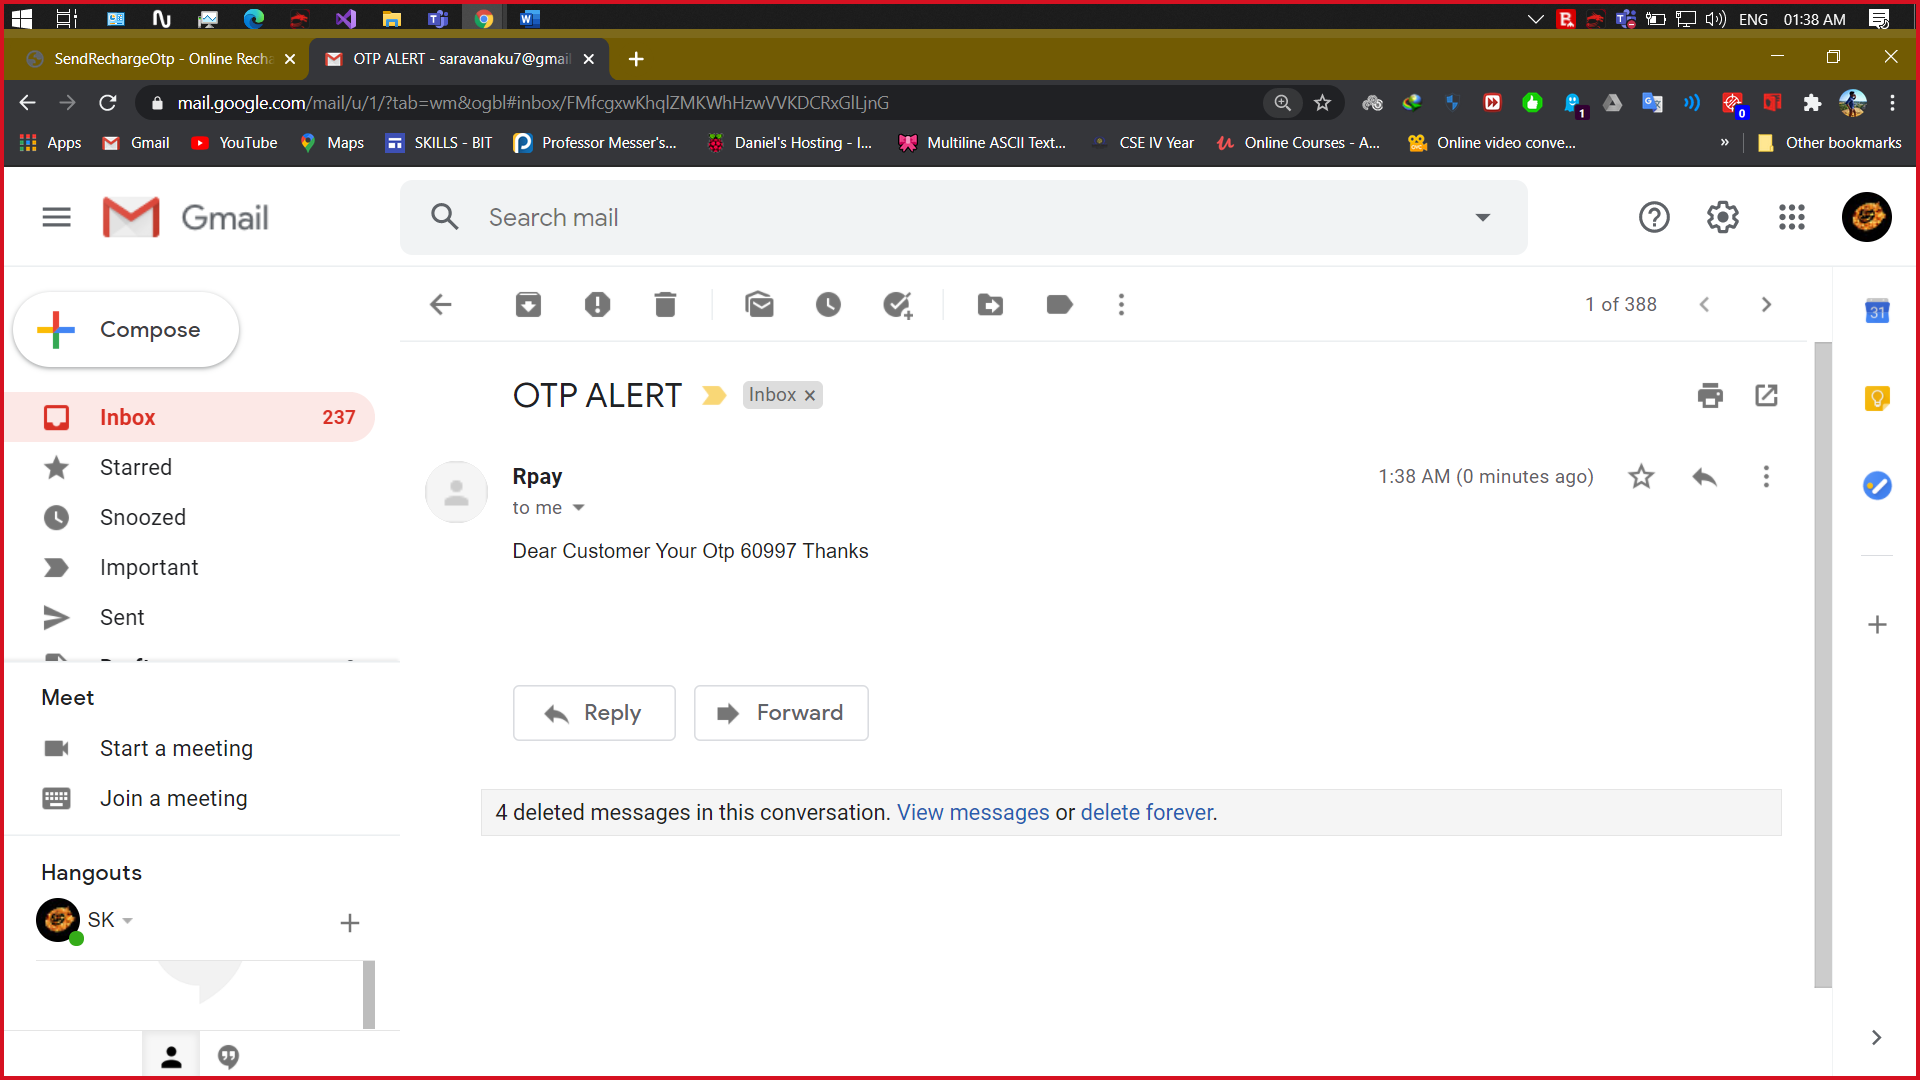 ENG 01:38 AM
SendRechargeOtp - Online Recha
OTP ALERT - saravanaku7@gmail
mail.google.com/mail/u/1/?tab=wm&ogbl#inbox/
1
0
Apps Gmail YouTube Maps SKILLS - BIT Professor Messer's... Daniel's Hosting - I... Multiline ASCII Text... CSE IV Year Online Courses - A... Online video conve... » Other bookmarks
Gmail
Search mail
Compose
1 of 388
31
OTP ALERT
Inbox ×
Inbox 237
Starred
Snoozed
Important
Sent
Rpay
1:38 AM (0 minutes ago)
to me
Dear Customer Your Otp 60997 Thanks
Meet
Start a meeting
Join a meeting
Reply
Forward
4 deleted messages in this conversation. View messages or delete forever.
Hangouts
SK